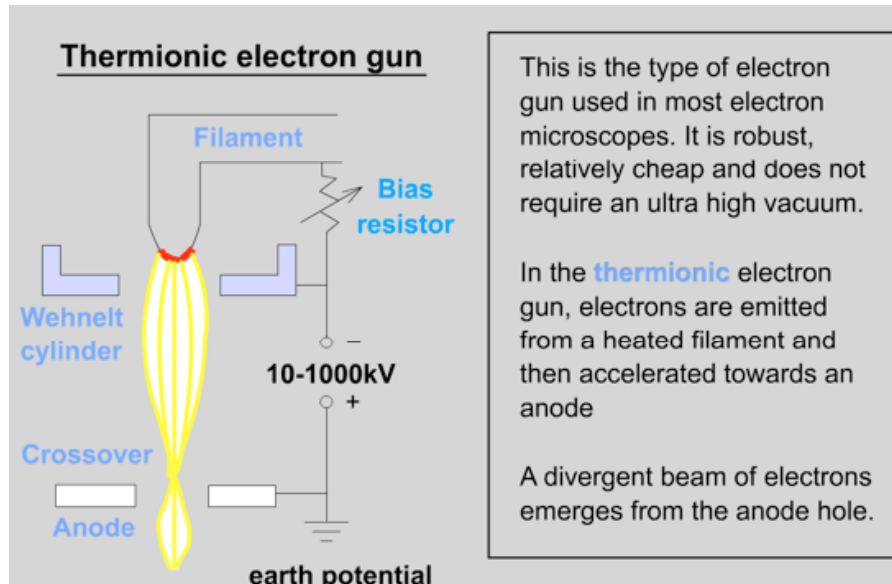 Thermionic electron gun
Filament
Bias
resistor
Wehnelt
cylinder
−
10-1000kV
+
Crossover
Anode
earth potential
This is the type of electron
gun used in most electron
microscopes. It is robust,
relatively cheap and does not
require an ultra high vacuum.
In the thermionic electron
gun, electrons are emitted
from a heated filament and
then accelerated towards an
anode
A divergent beam of electrons
emerges from the anode hole.